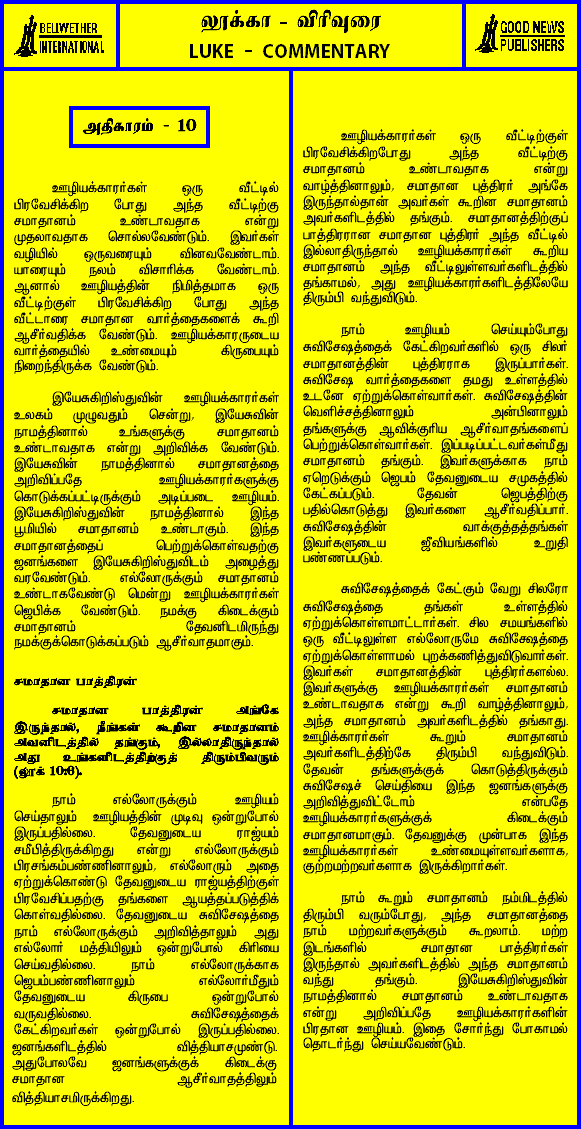 BELWETHER
INTERNATIONAL
லூக்கா - விரிவுரை
LUKE - COMMENTARY
GOOD NEWS
PUBLISHERS
அதிகாரம் - 10
ஊழியக்காரர்கள் ஒரு வீட்டில்
பிரவேசிக்கிற போது அந்த வீட்டிற்கு
சமாதானம் உண்டாவதாக என்று
முதலாவதாக சொல்லவேண்டும். இவர்கள்
வழியில் ஒருவரையும் வினவவேண்டாம்.
யாரையும் நலம் விசாரிக்க வேண்டாம்.
ஆனால் ஊழியத்தின் நிமித்தமாக ஒரு
வீட்டிற்குள் பிரவேசிக்கிற போது அந்த
வீட்டாரை சமாதான வார்த்தைகளைக் கூறி
ஆசீர்வதிக்க வேண்டும். ஊழியக்காரருடைய
வார்த்தையில் உண்மையும் கிருபையும்
நிறைந்திருக்க வேண்டும்.
இயேசுகிறிஸ்துவின் ஊழியக்காரர்கள்
உலகம் முழுவதும் சென்று, இயேசுவின்
நாமத்தினால் உங்களுக்கு சமாதானம்
உண்டாவதாக என்று அறிவிக்க வேண்டும்.
இயேசுவின் நாமத்தினால் சமாதானத்தை
அறிவிப்பதே ஊழியக்காரர்களுக்கு
கொடுக்கப்பட்டிருக்கும் அடிப்படை ஊழியம்.
இயேசுகிறிஸ்துவின் நாமத்தினால் இந்த
பூமியில் சமாதானம் உண்டாகும். இந்த
சமாதானத்தைப் பெற்றுக்கொள்வதற்கு
ஜனங்களை இயேசுகிறிஸ்துவிடம் அழைத்து
வரவேண்டும். எல்லோருக்கும் சமாதானம்
உண்டாகவேண்டு மென்று ஊழியக்காரர்கள்
ஜெபிக்க வேண்டும். நமக்கு கிடைக்கும்
சமாதானம் தேவனிடமிருந்து
நமக்குக்கொடுக்கப்படும் ஆசீர்வாதமாகும்.
சமாதான பாத்திரன்
சமாதான பாத்திரன் அங்கே
இருந்தால், நீங்கள் கூறின சமாதானம்
அவனிடத்தில் தங்கும், இல்லாதிருந்தால்
அது உங்களிடத்திற்குத் திரும்பிவரும்
(லூக் 10:6).
நாம் எல்லோருக்கும் ஊழியம்
செய்தாலும் ஊழியத்தின் முடிவு ஒன்றுபோல்
இருப்பதில்லை. தேவனுடைய ராஜ்யம்
சமீபித்திருக்கிறது என்று எல்லோருக்கும்
பிரசங்கம்பண்ணினாலும், எல்லோரும் அதை
ஏற்றுக்கொண்டு தேவனுடைய ராஜ்யத்திற்குள்
பிரவேசிப்பதற்கு தங்களை ஆயத்தப்படுத்திக்
கொள்வதில்லை. தேவனுடைய சுவிசேஷத்தை
நாம் எல்லோருக்கும் அறிவித்தாலும் அது
எல்லோர் மத்தியிலும் ஒன்றுபோல் கிரியை
செய்வதில்லை. நாம் எல்லோருக்காக
ஜெபம்பண்ணினாலும் எல்லோர்மீதும்
தேவனுடைய கிருபை ஒன்றுபோல்
வருவதில்லை. சுவிசேஷத்தைக்
கேட்கிறவர்கள் ஒன்றுபோல் இருப்பதில்லை.
ஜனங்களிடத்தில் வித்தியாசமுண்டு.
அதுபோலவே ஜனங்களுக்குக் கிடைக்கு
சமாதான ஆசீர்வாதத்திலும்
வித்தியாசமிருக்கிறது.
ஊழியக்காரர்கள் ஒரு வீட்டிற்குள்
பிரவேசிக்கிறபோது அந்த வீட்டிற்கு
சமாதானம் உண்டாவதாக என்று
வாழ்த்தினாலும், சமாதான புத்திரர் அங்கே
இருந்தால்தான் அவர்கள் கூறின சமாதானம்
அவர்களிடத்தில் தங்கும். சமாதானத்திற்குப்
பாத்திரரான சமாதான புத்திரர் அந்த வீட்டில்
இல்லாதிருந்தால் ஊழியக்காரர்கள் கூறிய
சமாதானம் அந்த வீட்டிலுள்ளவர்களிடத்தில்
தங்காமல், அது ஊழியக்காரர்களிடத்திலேயே
திரும்பி வந்துவிடும்.
நாம் ஊழியம் செய்யும்போது
சுவிசேஷத்தைக் கேட்கிறவர்களில் ஒரு சிலர்
சமாதானத்தின் புத்திரராக இருப்பார்கள்.
சுவிசேஷ வார்த்தைகளை தமது உள்ளத்தில்
உடனே ஏற்றுக்கொள்வார்கள். சுவிசேஷத்தின்
வெளிச்சத்தினாலும் அன்பினாலும்
தங்களுக்கு ஆவிக்குரிய ஆசீர்வாதங்களைப்
பெற்றுக்கொள்வார்கள். இப்படிப்பட்டவர்கள்மீது
சமாதானம் தங்கும். இவர்களுக்காக நாம்
ஏறெடுக்கும் ஜெபம் தேவனுடைய சமுகத்தில்
கேட்கப்படும். தேவன் ஜெபத்திற்கு
பதில்கொடுத்து இவர்களை ஆசீர்வதிப்பார்.
சுவிசேஷத்தின் வாக்குத்தத்தங்கள்
இவர்களுடைய ஜீவியங்களில் உறுதி
பண்ணப்படும்.
சுவிசேஷத்தைக் கேட்கும் வேறு சிலரோ
சுவிசேஷத்தை தங்கள் உள்ளத்தில்
ஏற்றுக்கொள்ளமாட்டார்கள். சில சமயங்களில்
ஒரு வீட்டிலுள்ள எல்லோருமே சுவிசேஷத்தை
ஏற்றுக்கொள்ளாமல் புறக்கணித்துவிடுவார்கள்.
இவர்கள் சமாதானத்தின் புத்திரர்களல்ல.
இவர்களுக்கு ஊழியக்காரர்கள் சமாதானம்
உண்டாவதாக என்று கூறி வாழ்த்தினாலும்,
அந்த சமாதானம் அவர்களிடத்தில் தங்காது.
ஊழிக்காரர்கள் கூறும் சமாதானம்
அவர்களிடத்திற்கே திரும்பி வந்துவிடும்.
தேவன் தங்களுக்குக் கொடுத்திருக்கும்
சுவிசேஷச் செய்தியை இந்த ஜனங்களுக்கு
அறிவித்துவிட்டோம் என்பதே
ஊழியக்காரர்களுக்குக் கிடைக்கும்
சமாதானமாகும். தேவனுக்கு முன்பாக இந்த
ஊழியக்காரர்கள் உண்மையுள்ளவர்களாக,
குற்றமற்றவர்களாக இருக்கிறார்கள்.
நாம் கூறும் சமாதானம் நம்மிடத்தில்
திரும்பி வரும்போது, அந்த சமாதானத்தை
நாம் மற்றவர்களுக்கும் கூறலாம். மற்ற
இடங்களில் சமாதான பாத்திரர்கள்
இருந்தால் அவர்களிடத்தில் அந்த சமாதானம்
வந்து தங்கும். இயேசுகிறிஸ்துவின்
நாமத்தினால் சமாதானம் உண்டாவதாக
என்று அறிவிப்பதே ஊழியக்காரர்களின்
பிரதான ஊழியம். இதை சோர்ந்து போகாமல்
தொடர்ந்து செய்யவேண்டும்.